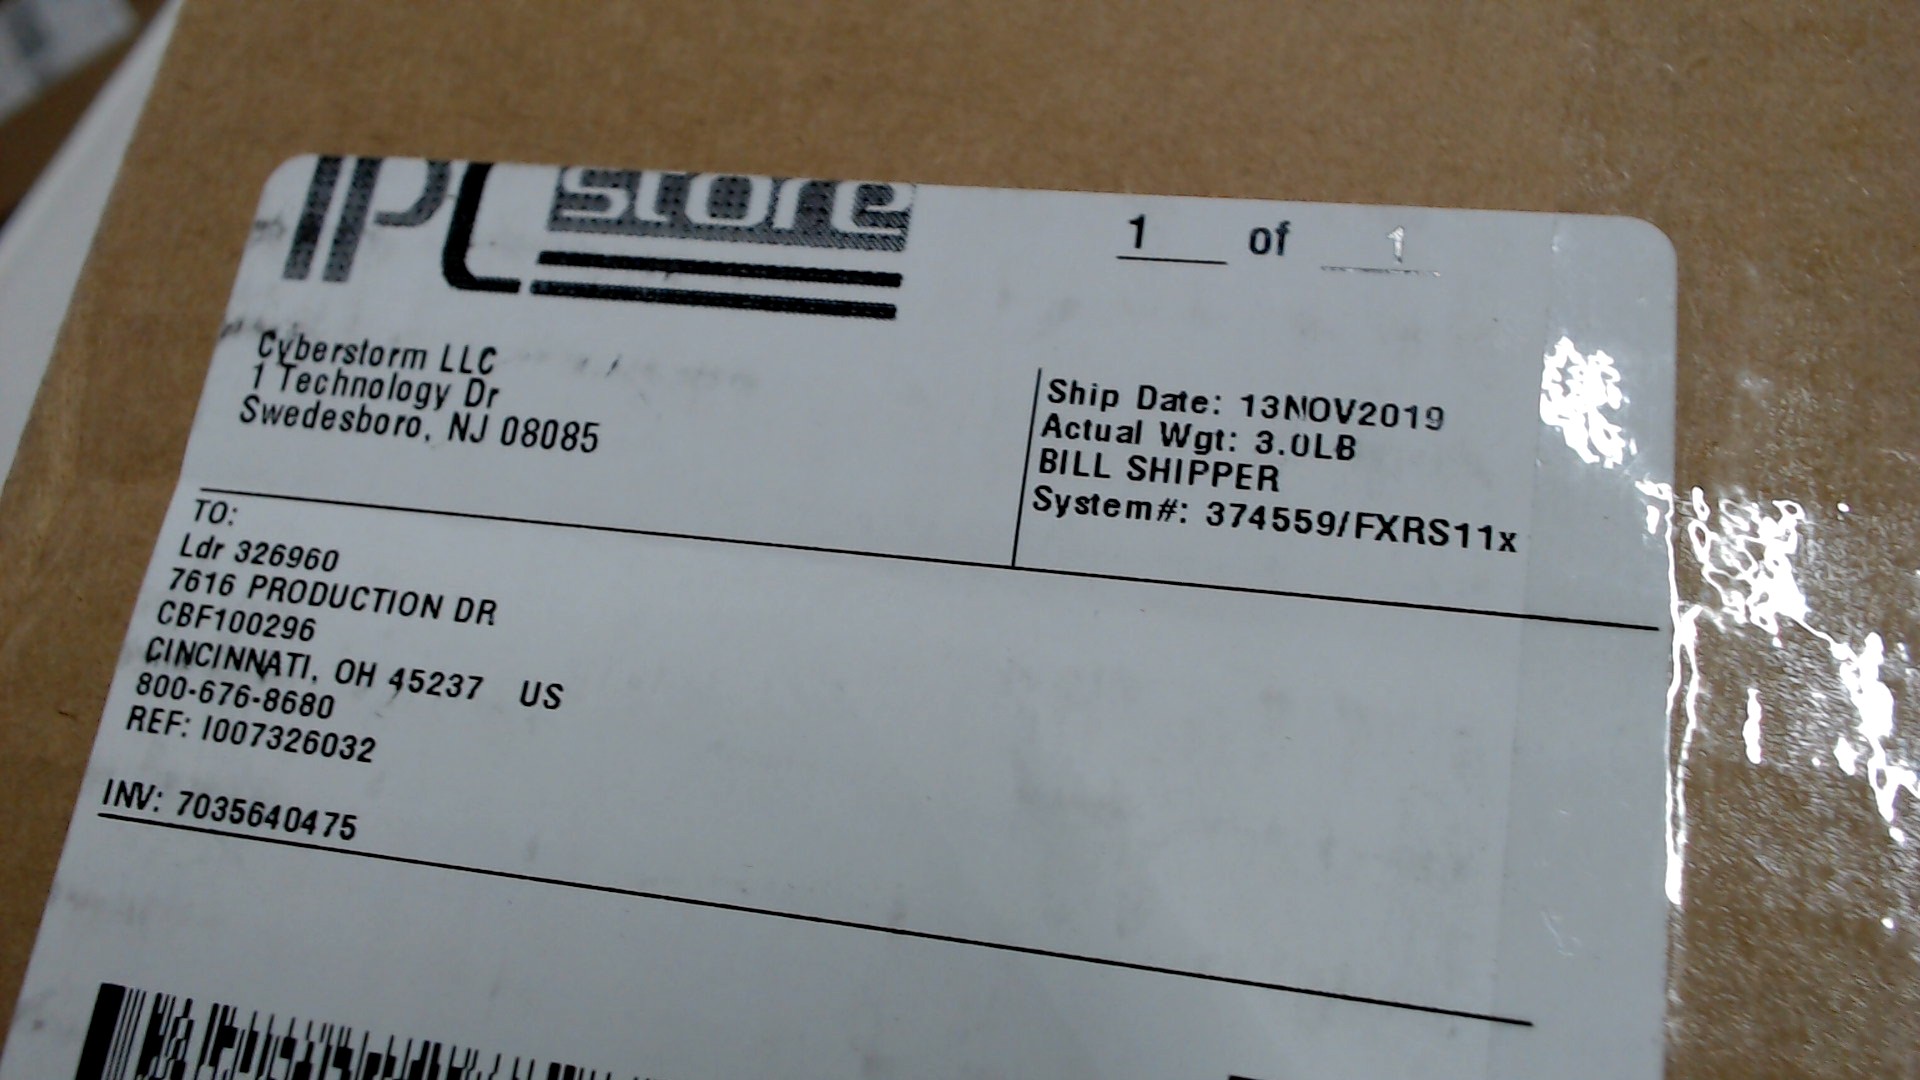 IPC store
1 of 1
Cyberstorm LLC
1 Technology Dr
Swedesboro, NJ 08085
Ship Date: 13NOV2019
Actual Wgt: 3.0LB
BILL SHIPPER
System#: 374559/FXRS11x
TO:
Ldr 326960
7616 PRODUCTION DR
CBF100296
CINCINNATI, OH 45237 US
800-676-8680
REF: I007326032
INV: 7035640475